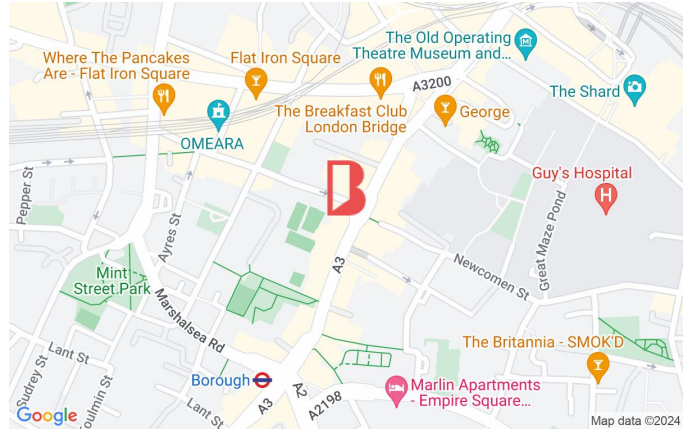 The Old Operating
Theatre Museum and...
Where The Pancakes
Are - Flat Iron Square
Flat Iron Square
A3200
The Shard
The Breakfast Club
London Bridge
George
OMEARA
B
Guy's Hospital
H
Pepper St
Ayres St
Great Maze Pond
Newcomen St
A3
Mint
Street Park
Marshalsea Rd
Lant St
The Britannia - SMOK'D
Sudrey St
Borough
A2
Marlin Apartments
- Empire Square...
Toulmin St
Lant St
A3
A2198
Google
Map data ©2024